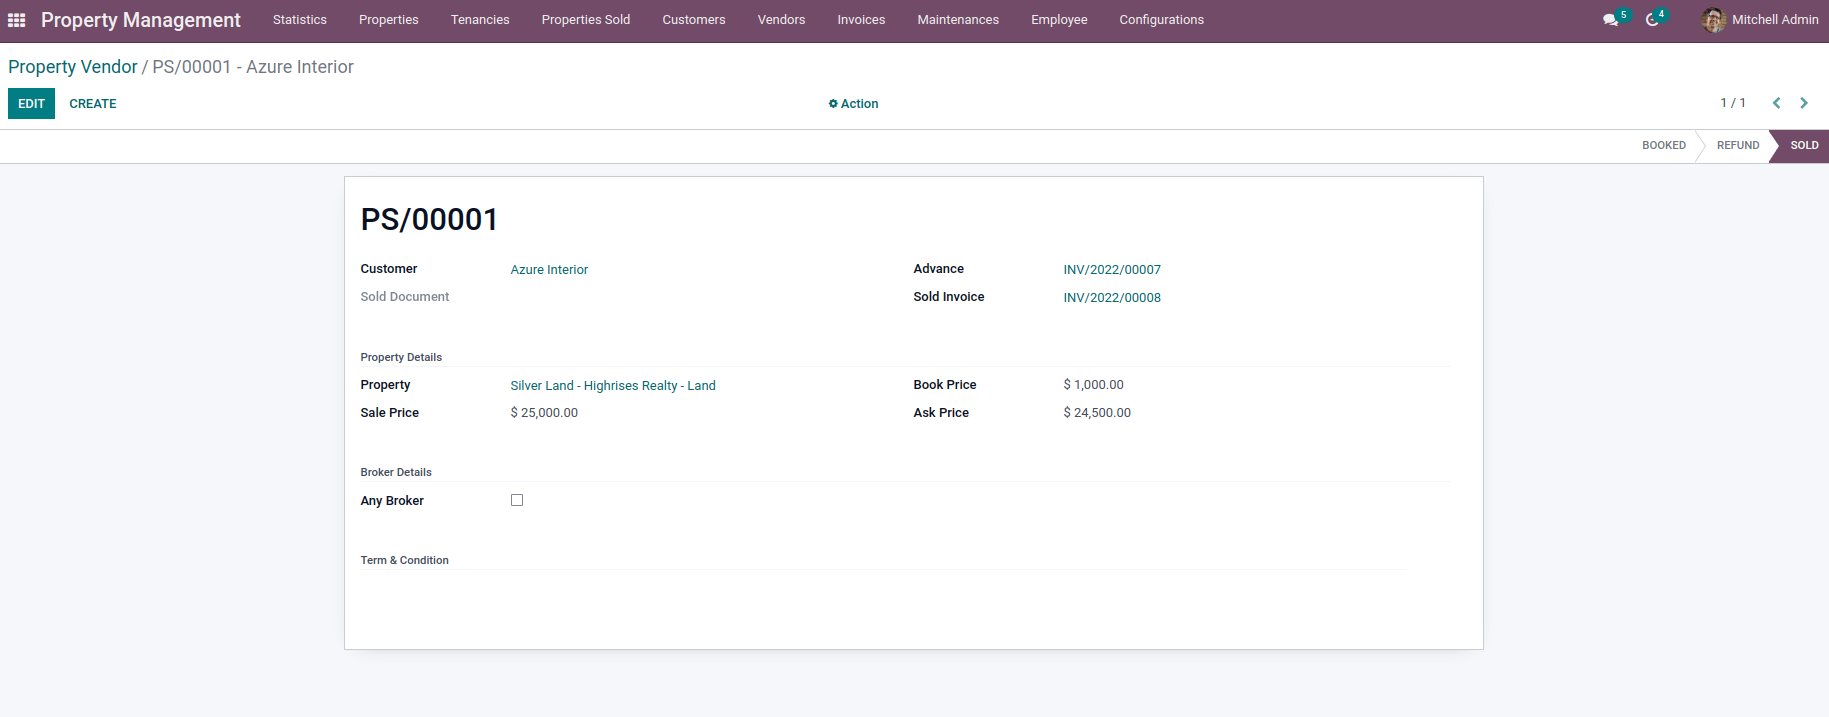 Property Management Statistics Properties Tenancies Properties Sold Customers Vendors Invoices Maintenances Employee Configurations 5 4 Mitchell Admin
Property Vendor / PS/00001 - Azure Interior
EDIT CREATE Action 1 / 1
BOOKED REFUND SOLD
PS/00001
Customer Azure Interior Advance INV/2022/00007
Sold Document Sold Invoice INV/2022/00008
Property Details
Property Silver Land - Highrises Realty - Land Book Price $ 1,000.00
Sale Price $ 25,000.00 Ask Price $ 24,500.00
Broker Details
Any Broker
Term & Condition